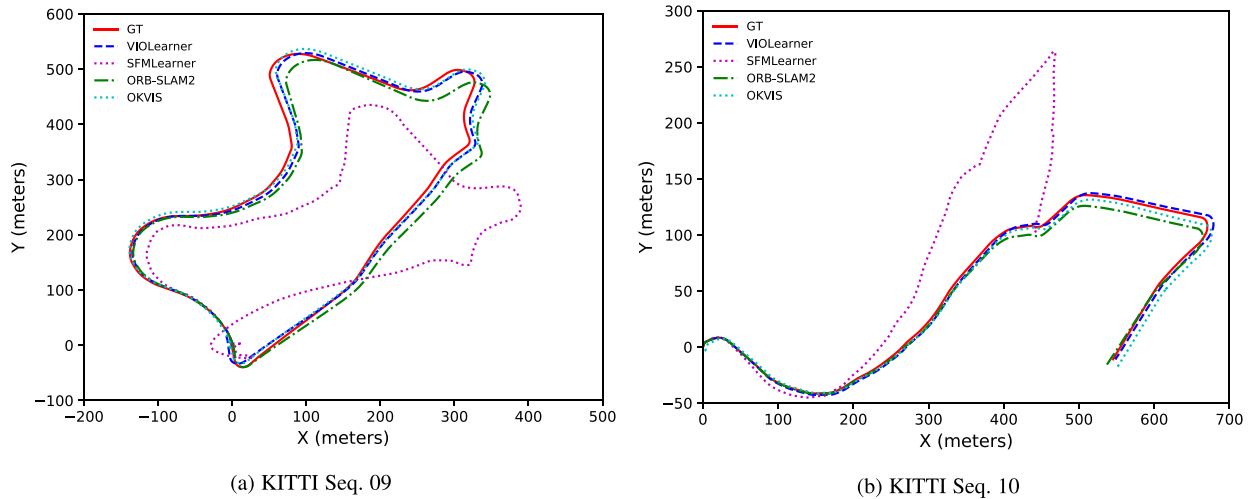 600
500
400
300
200
100
0
−100
−200
−100
0
100
200
300
400
500
X (meters)
Y (meters)
GT
VIOLearner
SFMLearner
ORB-SLAM2
OKVIS
(a) KITTI Seq. 09
300
250
200
150
100
50
0
−50
0
100
200
300
400
500
600
700
X (meters)
Y (meters)
GT
VIOLearner
SFMLearner
ORB-SLAM2
OKVIS
(b) KITTI Seq. 10